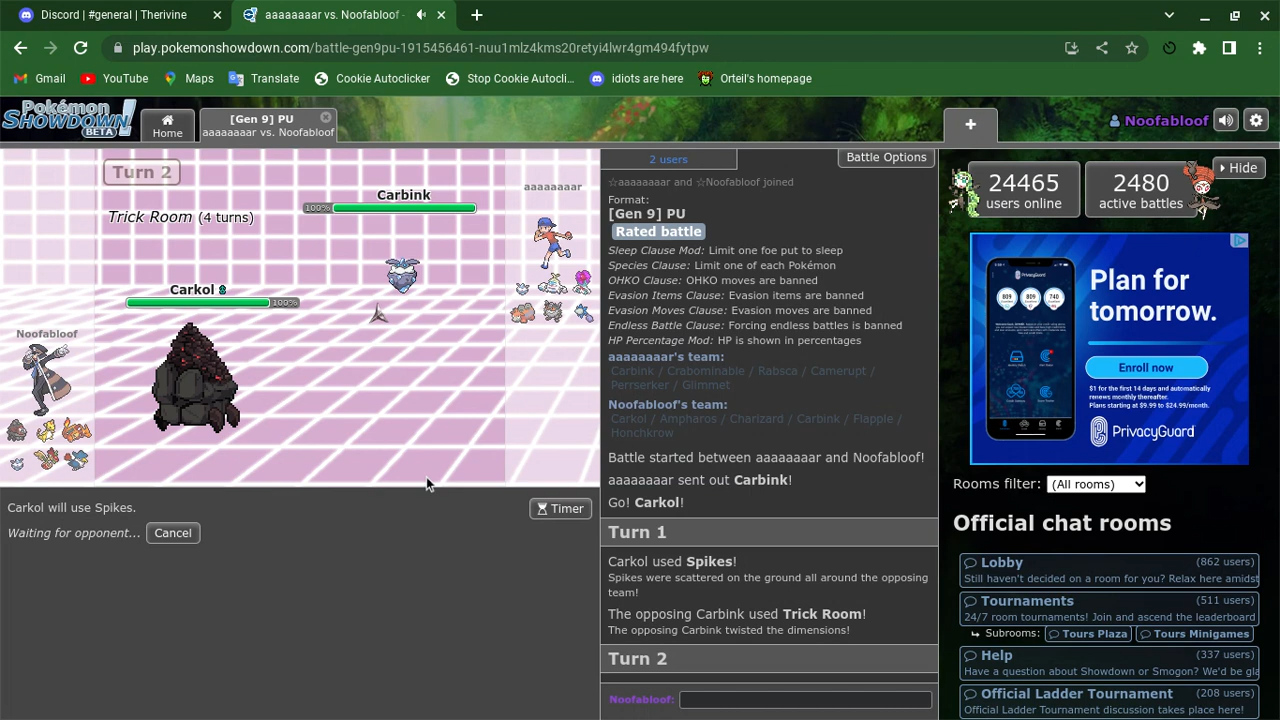 Discord | #general | Therivine
aaaaaaaar vs. Noofabloof -
play.pokemonshowdown.com/battle-gen9pu-1915456461-nuu1mlz4kms20retyi4lwr4gm494fytpw
Gmail YouTube Maps Translate Cookie Autoclicker Stop Cookie Autocli... idiots are here Orteil's homepage
Pokémon
SHOWDOWN!
BETA
Home
[Gen 9] PU
aaaaaaaar vs. Noofabloof
+
Noofabloof
Turn 2
Trick Room (4 turns)
Carbink
100%
aaaaaaaar
Carkol
100%
Noofabloof
Carkol will use Spikes.
Waiting for opponent... Cancel
Timer
2 users
Battle Options
☆aaaaaaaar and ☆Noofabloof joined
Format:
[Gen 9] PU
Rated battle
Sleep Clause Mod: Limit one foe put to sleep
Species Clause: Limit one of each Pokémon
OHKO Clause: OHKO moves are banned
Evasion Items Clause: Evasion items are banned
Evasion Moves Clause: Evasion moves are banned
Endless Battle Clause: Forcing endless battles is banned
HP Percentage Mod: HP is shown in percentages
aaaaaaaar's team:
Carbink / Crabominable / Rabsca / Camerupt /
Perrserker / Glimmet
Noofabloof's team:
Carkol / Ampharos / Charizard / Carbink / Flapple /
Honchkrow
Battle started between aaaaaaaar and Noofabloof!
aaaaaaaar sent out Carbink!
Go! Carkol!
Turn 1
Carkol used Spikes!
Spikes were scattered on the ground all around the opposing
team!
The opposing Carbink used Trick Room!
The opposing Carbink twisted the dimensions!
Turn 2
Noofabloof:
24465
users online
2480
active battles
Hide
Plan for
tomorrow.
Enroll now
$1 for the first 14 days and automatically
renews monthly thereafter.
Plans starting at $9.99 to $24.99/month.
PrivacyGuard
Rooms filter: (All rooms)
Official chat rooms
Lobby (862 users)
Still haven't decided on a room for you? Relax here amidst
Tournaments (511 users)
24/7 room tournaments! Join and ascend the leaderboard
Subrooms: Tours Plaza Tours Minigames
Help (337 users)
Have a question about Showdown or Smogon? We'd be gla
Official Ladder Tournament (208 users)
Official Ladder Tournament discussion takes place here!